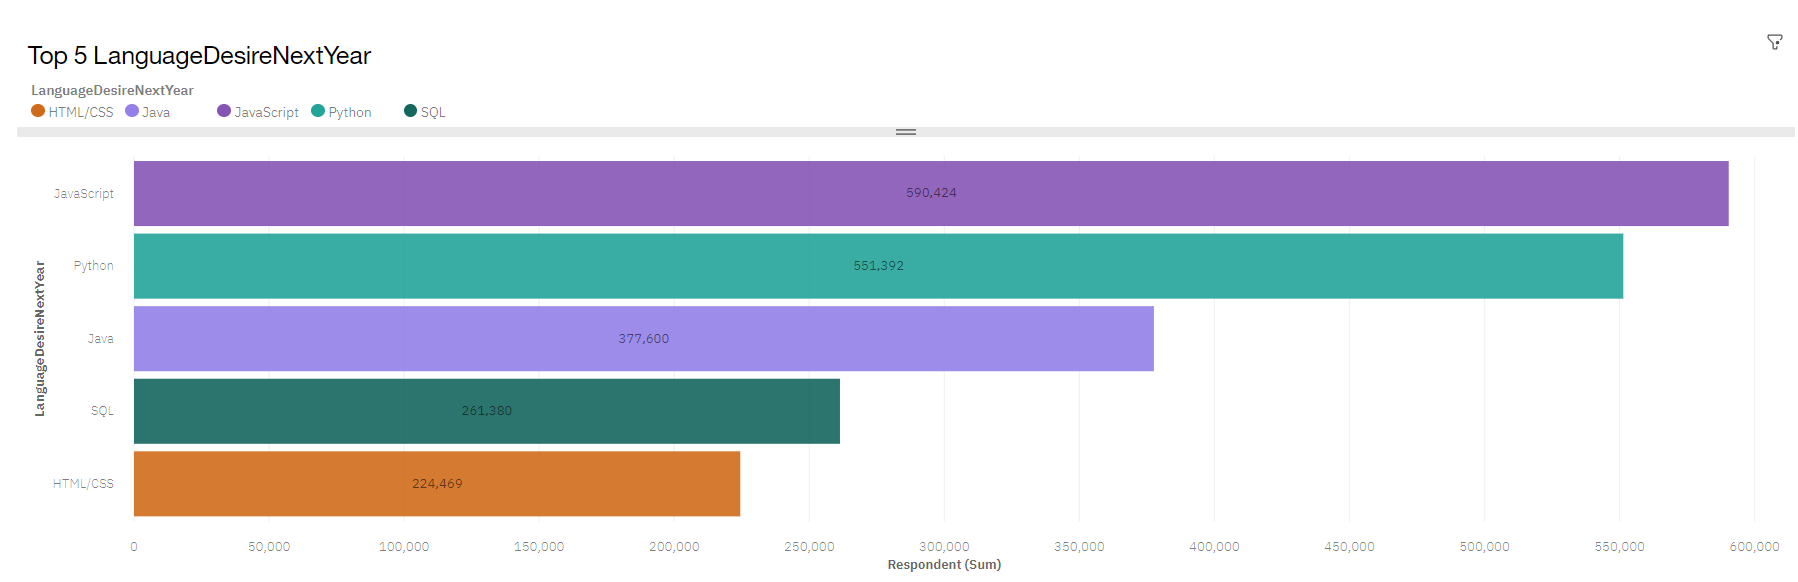 Top 5 LanguageDesireNextYear
LanguageDesireNextYear
HTML/CSS Java JavaScript Python SQL
LanguageDesireNextYear
JavaScript 590,424
Python 551,392
Java 377,600
SQL 261,380
HTML/CSS 224,469
0 50,000 100,000 150,000 200,000 250,000 300,000 350,000 400,000 450,000 500,000 550,000 600,000
Respondent (Sum)